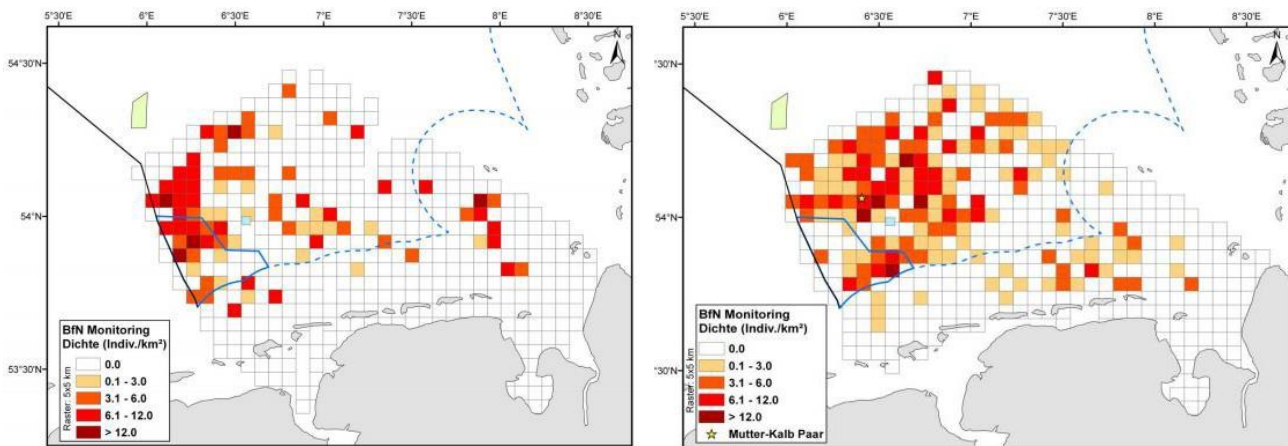 5°30'E 6°E 6°30'E 7°E 7°30'E 8°E 8°30'E
N
54°30'N
54°N
53°30'N
BfN Monitoring
Dichte (Indiv./km²)
Raster: 5x5 km
0.0
0.1 - 3.0
3.1 - 6.0
6.1 - 12.0
> 12.0
5°30'E 6°E 6°30'E 7°E 7°30'E 8°E 8°30'E
N
°30'N
54°N
°30'N
BfN Monitoring
Dichte (Indiv./km²)
Raster: 5x5 km
0.0
0.1 - 3.0
3.1 - 6.0
6.1 - 12.0
> 12.0
Mutter-Kalb Paar